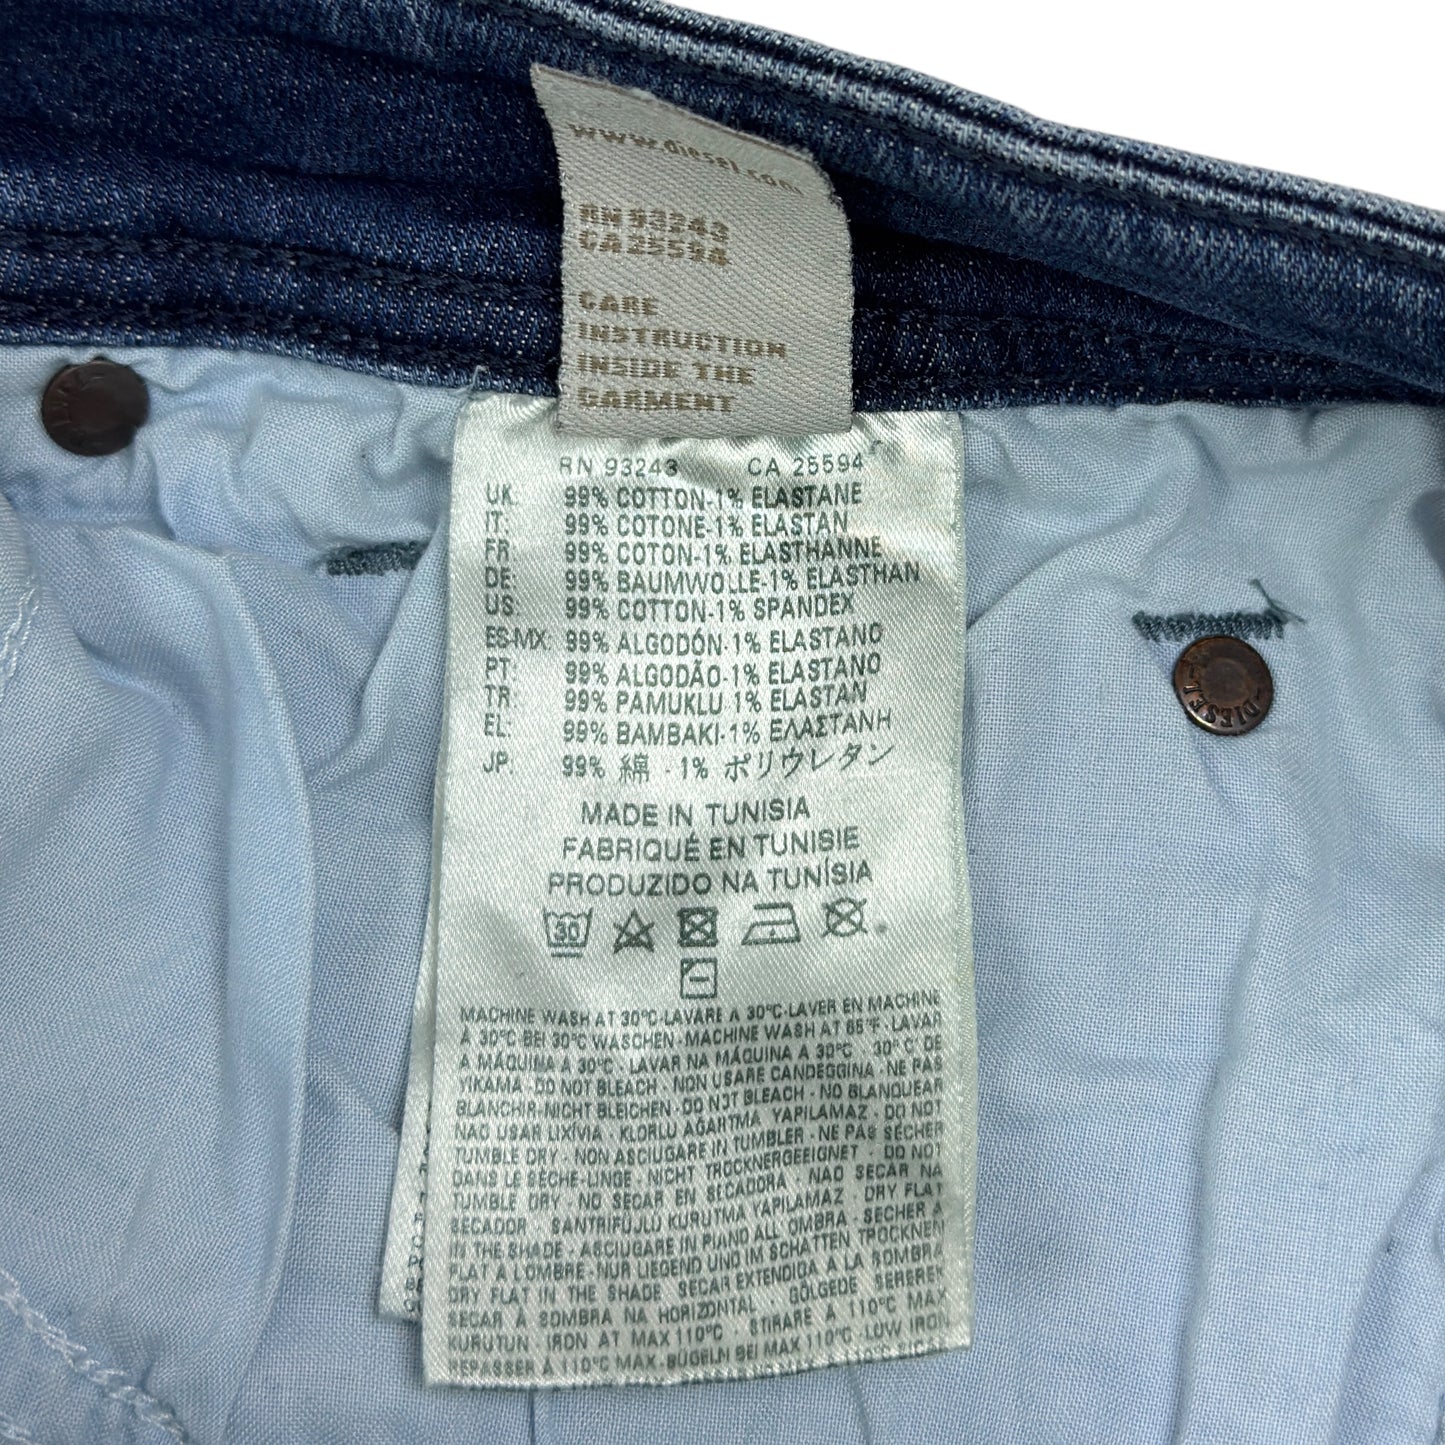 www.diesel.com
RN 93243
CA 25594
CARE
INSTRUCTION
INSIDE THE
GARMENT
RN 93243 CA 25594
UK: 99% COTTON-1% ELASTANE
IT: 99% COTONE-1% ELASTAN
FR 99% COTON-1% ELASTHANNE
DE: 99% BAUMWOLLE-1% ELASTHAN
US: 99% COTTON-1% SPANDEX
ES-MX: 99% ALGODÓN-1% ELASTANO
PT: 99% ALGODÃO-1% ELASTANO
TR: 99% PAMUKLU 1% ELASTAN
EL: 99% BAMBAKI-1% ΕΛΑΣΤΑΝΗ
JP: 99% 綿 - 1% ポリウレタン
MADE IN TUNISIA
FABRIQUÉ EN TUNISIE
PRODUZIDO NA TUNÍSIA
30
MACHINE WASH AT 30°C-LAVARE A 30°C-LAVER EN MACHINE
À 30°C-BEI 30°C WASCHEN-MACHINE WASH AT 85°F-LAVAR
A MÁQUINA A 30°C. LAVAR NA MÁQUINA A 30°C · 30°C DE
YIKAMA - DO NOT BLEACH - NON USARE CANDEGGINA - NE PAS
BLANCHIR-NICHT BLEICHEN-DO NOT BLEACH - NO BLANQUEAR
NAO USAR LIXÍVIA - KLORLU AGARTMA YAPILAMAZ - DO NOT
TUMBLE DRY - NON ASCIUGARE IN TUMBLER - NE PAS SECHER
DANS LE SÈCHE-LINGE - NICHT TROCKNERGEEIGNET - DO NOT
TUMBLE DRY - NO SECAR EN SECADORA - NAO SECAR NA
SECADOR - SANTRIFÜJLÜ KURUTMA YAPILAMAZ - DRY FLAT
IN THE SHADE - ASCIUGARE IN PIANO ALL'OMBRA - SÉCHER À
FLAT A L'OMBRE - NUR LIEGEND UND IM SCHATTEN TROCKNEN
DRY FLAT IN THE SHADE SECAR EXTENDIGA A LA SOMBRA
SECAR À SOMBRA NA HORIZONTAL - GÖLGEDE SEREREK
KURUTUN IRON AT MAX 110°C - STIRARE A 110°C MAX
REPASSER À 110°C MAX-BÜGELN BEI MAX 110°C - LOW IRON
DIESEL